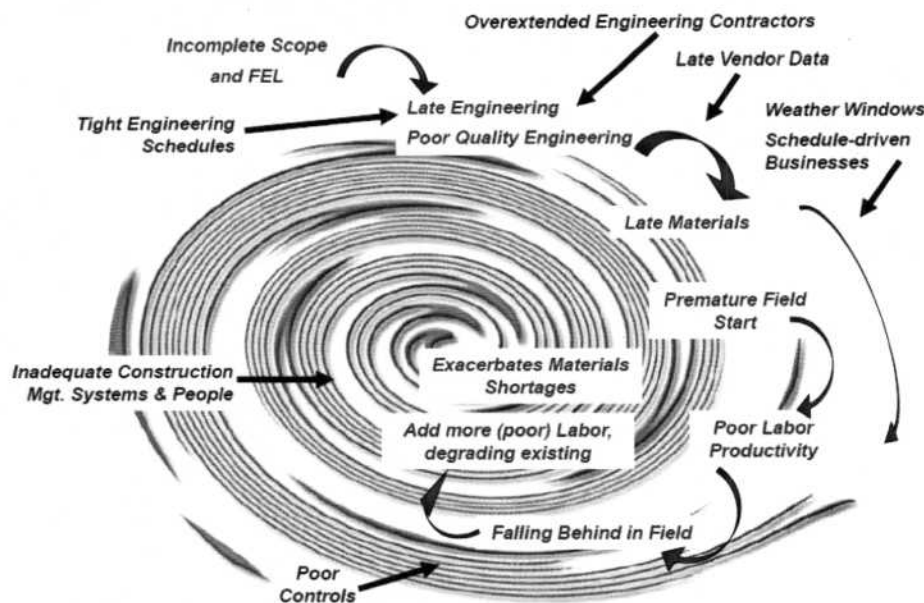 Overextended Engineering Contractors
Incomplete Scope
and FEL
Late Vendor Data
Late Engineering
Poor Quality Engineering
Weather Windows
Schedule-driven
Businesses
Tight Engineering
Schedules
Late Materials
Premature Field
Start
Exacerbates Materials
Shortages
Inadequate Construction
Mgt. Systems & People
Add more (poor) Labor,
degrading existing
Poor Labor
Productivity
Falling Behind in Field
Poor
Controls